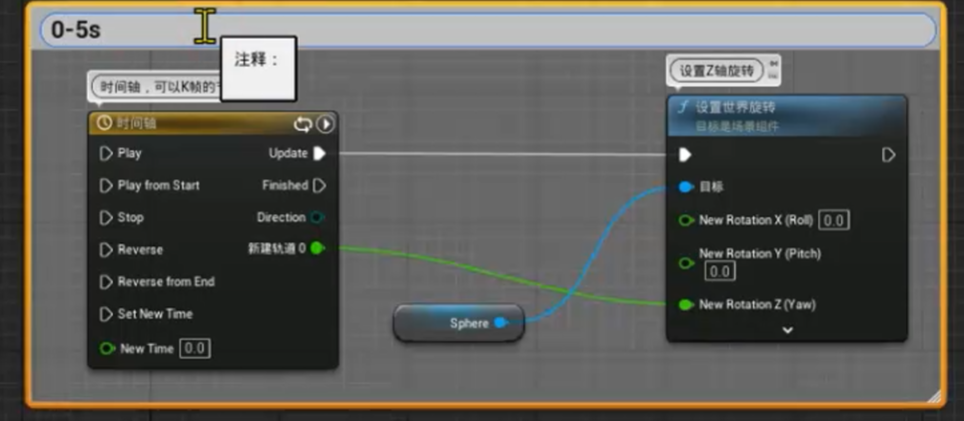 0-5s
注释：
时间轴，可以K帧的
设置Z轴旋转
时间轴
Play
Update
Play from Start
Finished
Stop
Direction
Reverse
新建轨道 0
Reverse from End
Set New Time
New Time 0.0
Sphere
设置世界旋转
目标是场景组件
目标
New Rotation X (Roll) 0.0
New Rotation Y (Pitch)
0.0
New Rotation Z (Yaw)